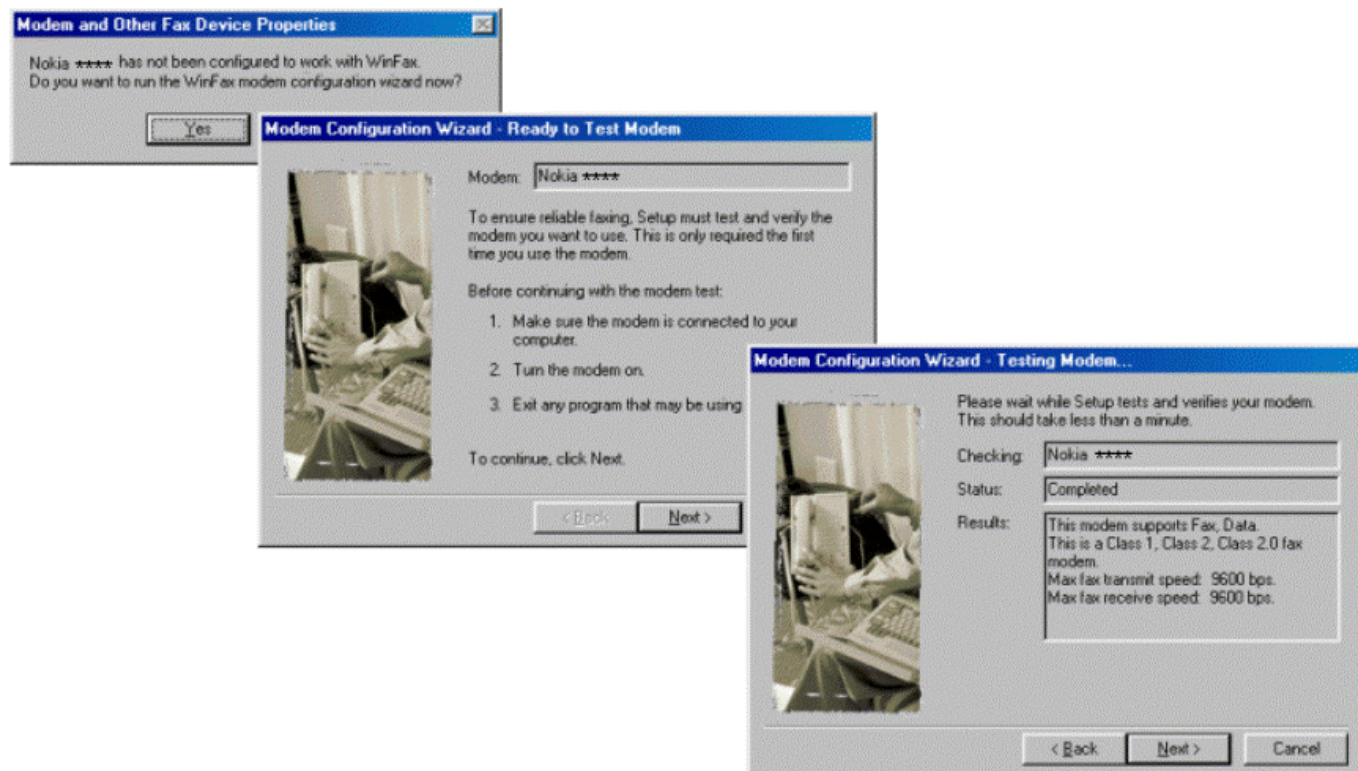 Modem and Other Fax Device Properties
Nokia **** has not been configured to work with WinFax.
Do you want to run the WinFax modem configuration wizard now?
Yes
Modem Configuration Wizard - Ready to Test Modem
Modem: Nokia ****
To ensure reliable faxing, Setup must test and verify the
modem you want to use. This is only required the first
time you use the modem.
Before continuing with the modem test:
1. Make sure the modem is connected to your
computer.
2. Turn the modem on.
3. Exit any program that may be using
To continue, click Next.
< Back Next >
Modem Configuration Wizard - Testing Modem...
Please wait while Setup tests and verifies your modem.
This should take less than a minute.
Checking: Nokia ****
Status: Completed
Results: This modem supports Fax, Data.
This is a Class 1, Class 2, Class 2.0 fax
modem.
Max fax transmit speed: 9600 bps.
Max fax receive speed: 9600 bps.
< Back Next > Cancel